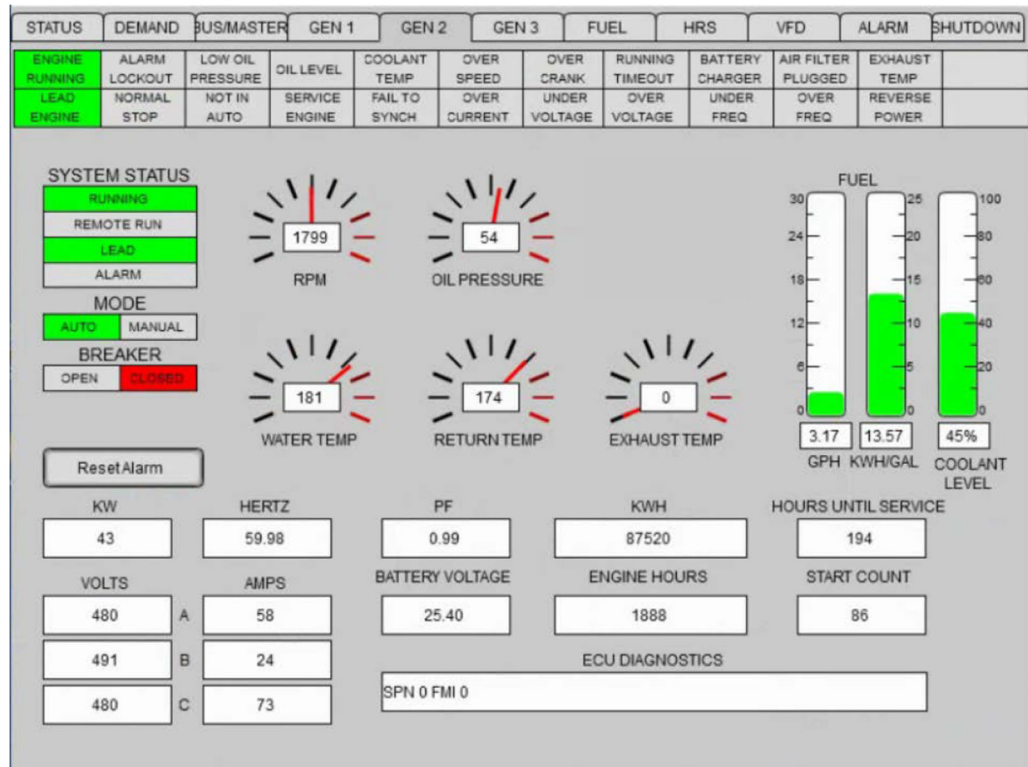 STATUS DEMAND BUS/MASTER GEN 1 GEN 2 GEN 3 FUEL HRS VFD ALARM SHUTDOWN
ENGINE ALARM LOW OIL OIL LEVEL COOLANT OVER OVER RUNNING BATTERY AIR FILTER EXHAUST
RUNNING LOCKOUT PRESSURE TEMP SPEED CRANK TIMEOUT CHARGER PLUGGED TEMP
LEAD NORMAL NOT IN SERVICE FAIL TO OVER UNDER OVER UNDER OVER REVERSE
ENGINE STOP AUTO ENGINE SYNCH CURRENT VOLTAGE VOLTAGE FREQ FREQ POWER
SYSTEM STATUS
RUNNING
REMOTE RUN
LEAD
ALARM
MODE
AUTO MANUAL
BREAKER
OPEN CLOSED
ResetAlarm
1799
RPM
54
OIL PRESSURE
181
WATER TEMP
174
RETURN TEMP
0
EXHAUST TEMP
FUEL
30 25 100
24 20 80
18 15 60
12 10 40
6 5 20
0 0 0
3.17 13.57 45%
GPH KWH/GAL COOLANT
LEVEL
KW HERTZ PF KWH HOURS UNTIL SERVICE
43 59.98 0.99 87520 194
VOLTS AMPS BATTERY VOLTAGE ENGINE HOURS START COUNT
480 A 58 25.40 1888 86
491 B 24
480 C 73
ECU DIAGNOSTICS
SPN 0 FMI 0